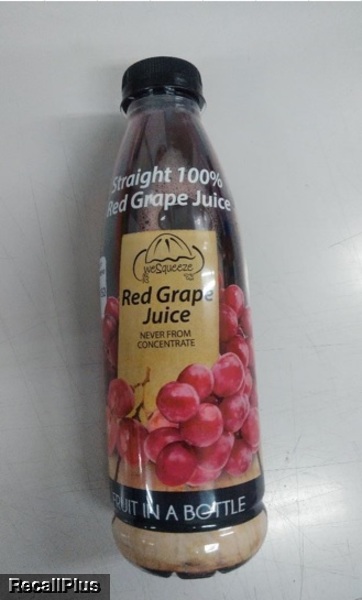 Straight 100%
Red Grape Juice
weSqueeze
Red Grape
Juice
NEVER FROM
CONCENTRATE
FRUIT IN A BOTTLE
RecallPlus